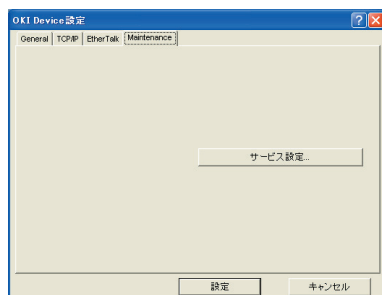 OKI Device設定
General TCP/IP EtherTalk Maintenance
サービス設定...
設定 キャンセル